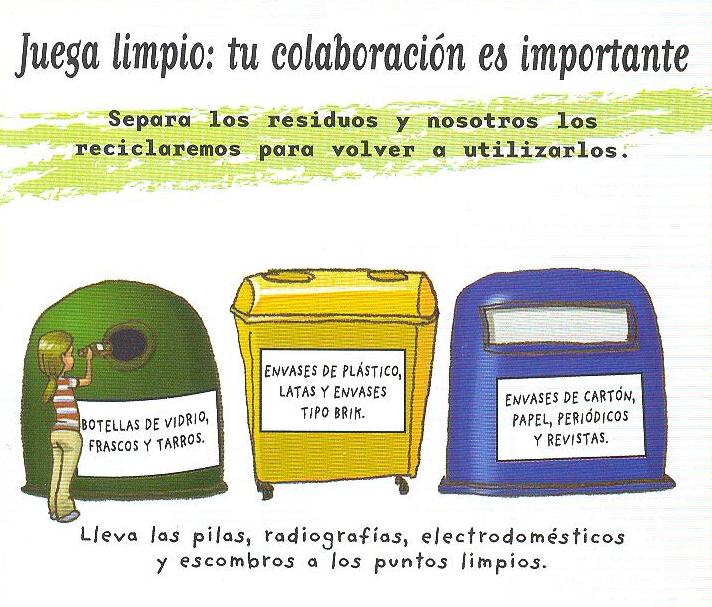 Juega limpio: tu colaboración es importante
Separa los residuos y nosotros los
reciclaremos para volver a utilizarlos.
BOTELLAS DE VIDRIO,
FRASCOS Y TARROS.
ENVASES DE PLÁSTICO,
LATAS Y ENVASES
TIPO BRIK.
ENVASES DE CARTÓN,
PAPEL, PERIÓDICOS
Y REVISTAS.
Lleva las pilas, radiografías, electrodomésticos
y escombros a los puntos limpios.